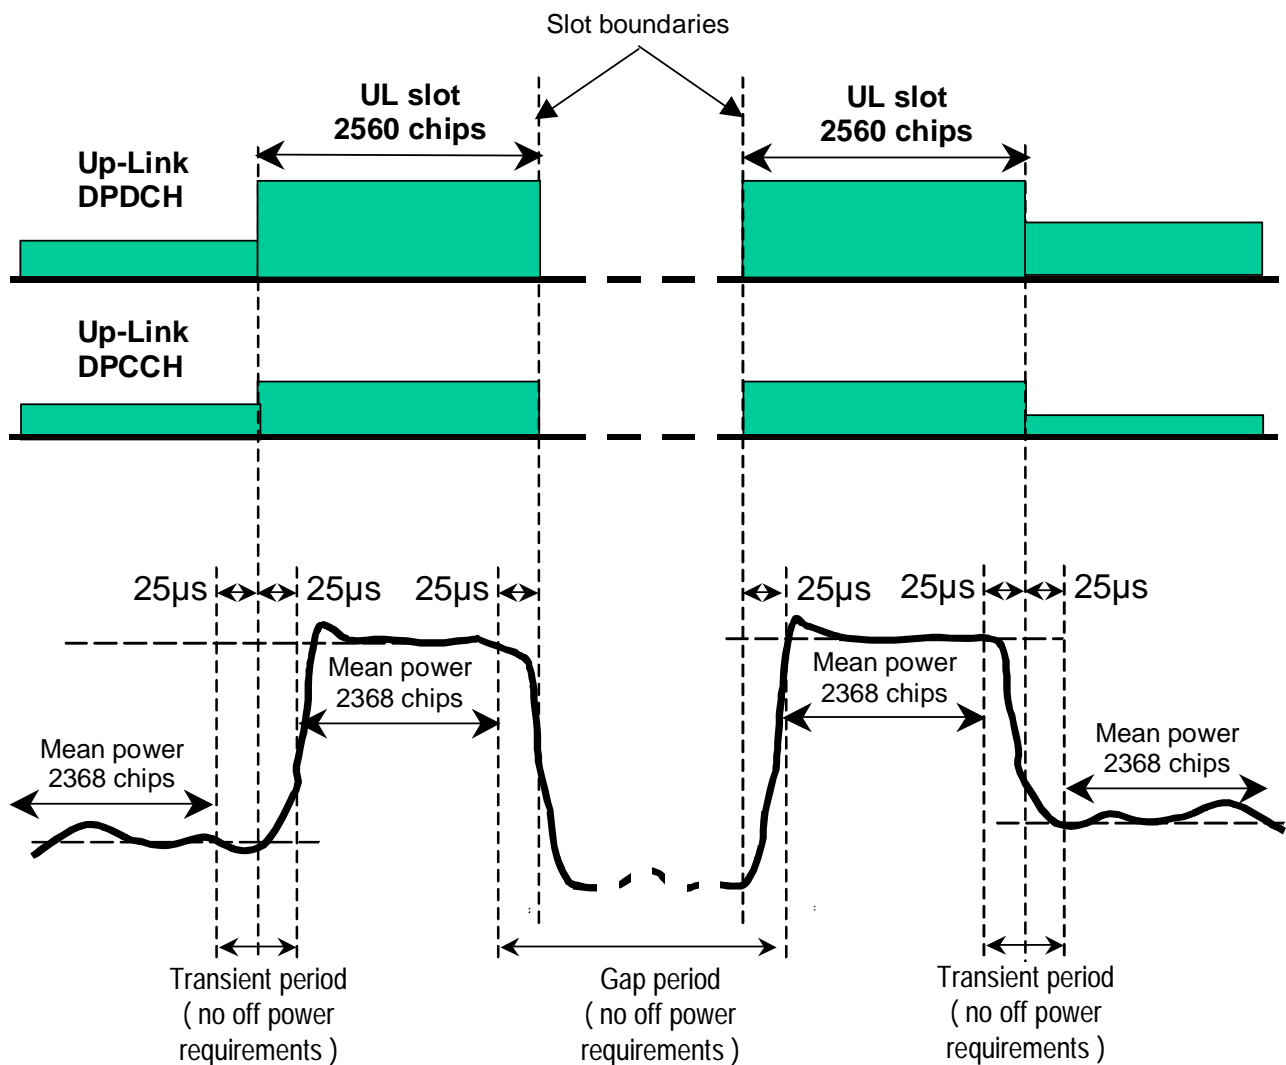 Slot boundaries
UL slot
2560 chips
UL slot
2560 chips
Up-Link
DPDCH
Up-Link
DPCCH
25µs
25µs
25µs
25µs
25µs
25µs
Mean power
2368 chips
Mean power
2368 chips
Mean power
2368 chips
Mean power
2368 chips
Transient period
( no off power
requirements )
Gap period
( no off power
requirements )
Transient period
( no off power
requirements )